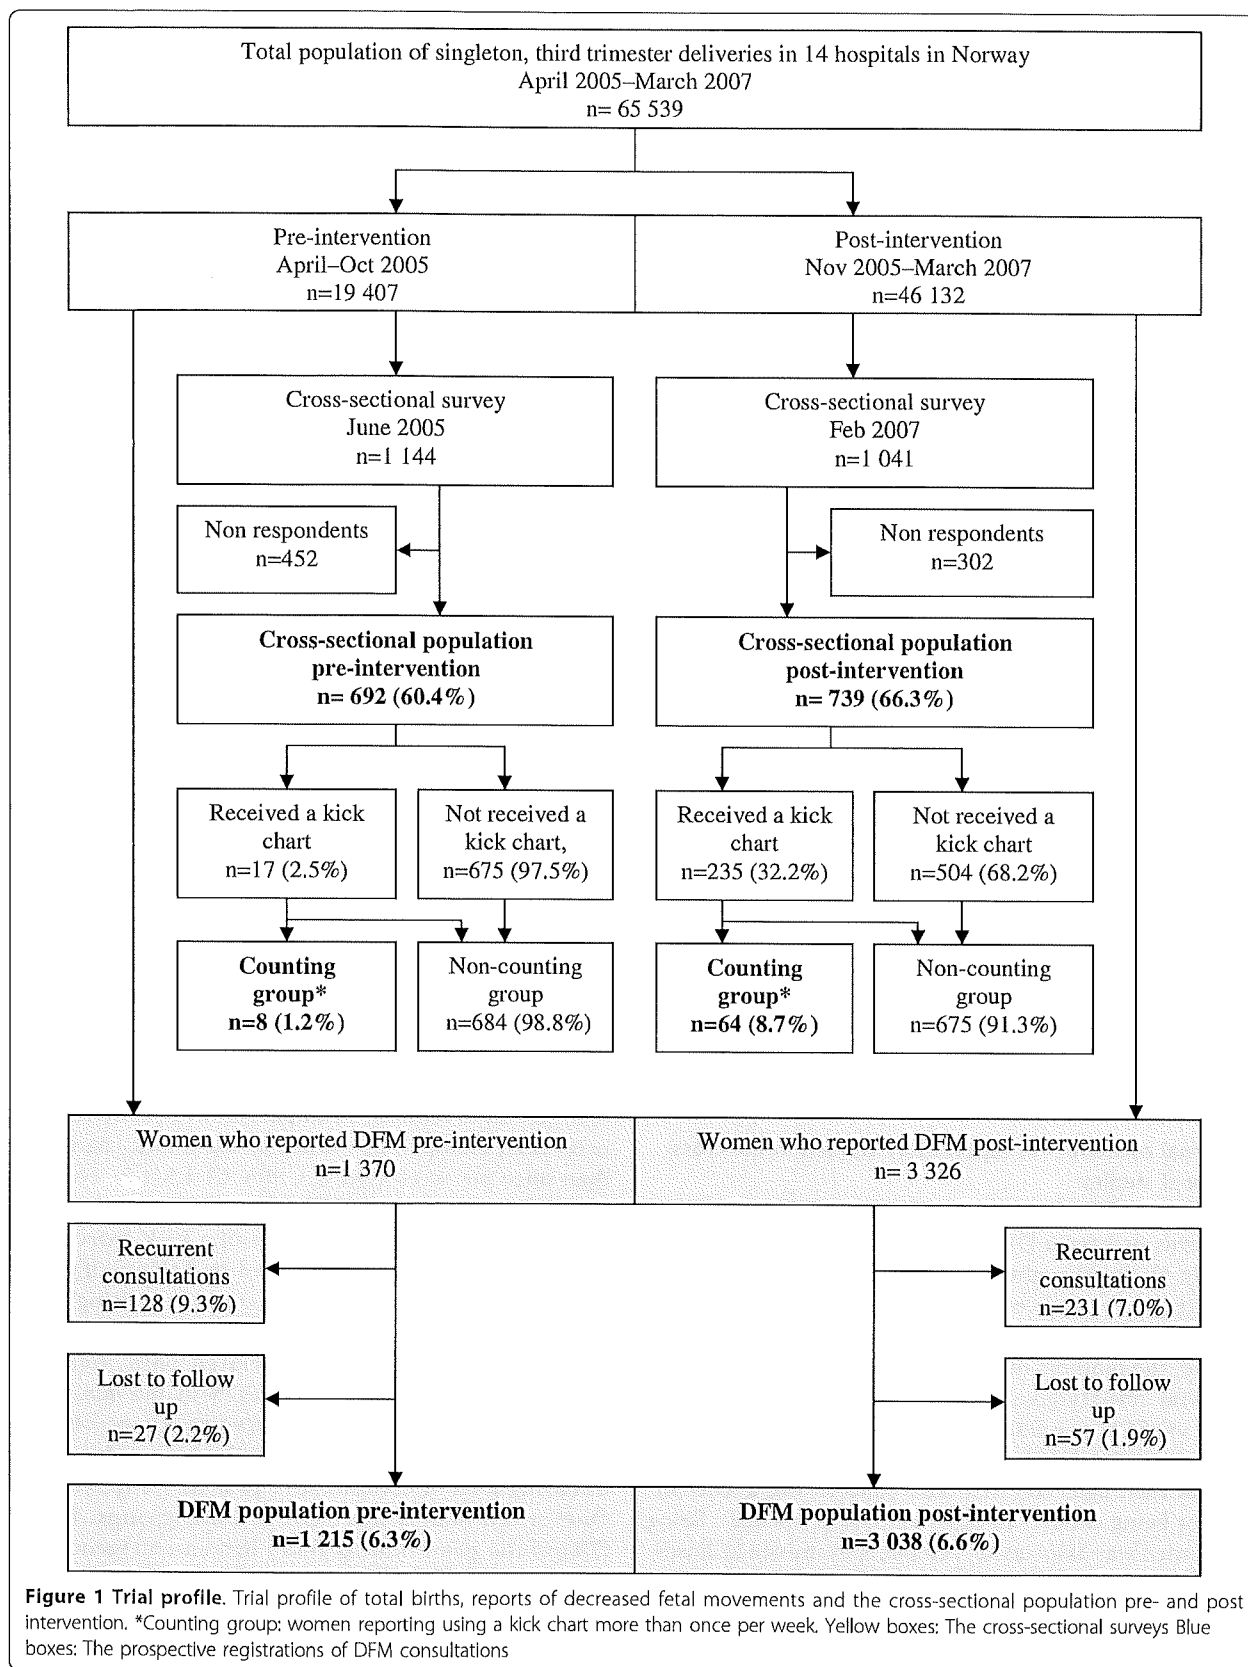 Total population of singleton, third trimester deliveries in 14 hospitals in Norway
April 2005–March 2007
n= 65 539
Pre-intervention
April–Oct 2005
n=19 407
Post-intervention
Nov 2005–March 2007
n=46 132
Cross-sectional survey
June 2005
n=1 144
Cross-sectional survey
Feb 2007
n=1 041
Non respondents
n=452
Non respondents
n=302
Cross-sectional population
pre-intervention
n= 692 (60.4%)
Cross-sectional population
post-intervention
n= 739 (66.3%)
Received a kick
chart
n=17 (2.5%)
Not received a
kick chart,
n=675 (97.5%)
Received a kick
chart
n=235 (32.2%)
Not received a
kick chart
n=504 (68.2%)
Counting
group*
n=8 (1.2%)
Non-counting
group
n=684 (98.8%)
Counting
group*
n=64 (8.7%)
Non-counting
group
n=675 (91.3%)
Women who reported DFM pre-intervention
n=1 370
Women who reported DFM post-intervention
n= 3 326
Recurrent
consultations
n=128 (9.3%)
Recurrent
consultations
n=231 (7.0%)
Lost to follow
up
n=27 (2.2%)
Lost to follow
up
n=57 (1.9%)
DFM population pre-intervention
n=1 215 (6.3%)
DFM population post-intervention
n=3 038 (6.6%)
Figure 1 Trial profile. Trial profile of total births, reports of decreased fetal movements and the cross-sectional population pre- and post
intervention. *Counting group: women reporting using a kick chart more than once per week. Yellow boxes: The cross-sectional surveys Blue
boxes: The prospective registrations of DFM consultations